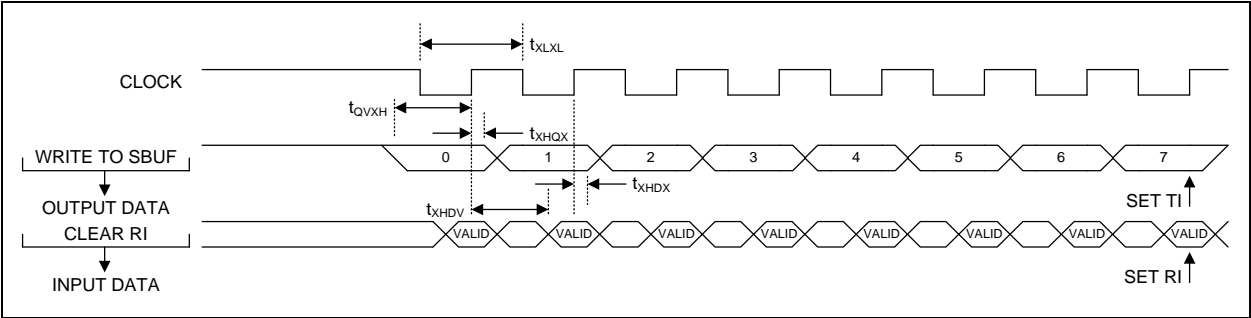 tXLXL
CLOCK
tQVXH
tXHQX
WRITE TO SBUF
0 1 2 3 4 5 6 7
tXHDX
OUTPUT DATA
SET TI
tXHDV
CLEAR RI
VALID VALID VALID VALID VALID VALID VALID VALID
INPUT DATA
SET RI